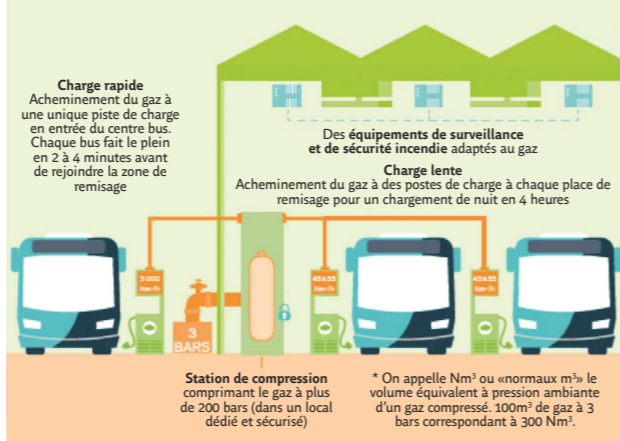 Charge rapide
Acheminement du gaz à
une unique piste de charge
en entrée du centre bus.
Chaque bus fait le plein
en 2 à 4 minutes avant
de rejoindre la zone de
remisage
Des équipements de surveillance
et de sécurité incendie adaptés au gaz
Charge lente
Acheminement du gaz à des postes de charge à chaque place de
remisage pour un chargement de nuit en 4 heures
3 000
Nm³/h
45à55
Nm³/h
45à55
Nm³/h
3
BARS
Station de compression
comprimant le gaz à plus
de 200 bars (dans un local
dédié et sécurisé)
* On appelle Nm³ ou «normaux m³» le
volume équivalent à pression ambiante
d'un gaz compressé. 100m³ de gaz à 3
bars correspondant à 300 Nm³.